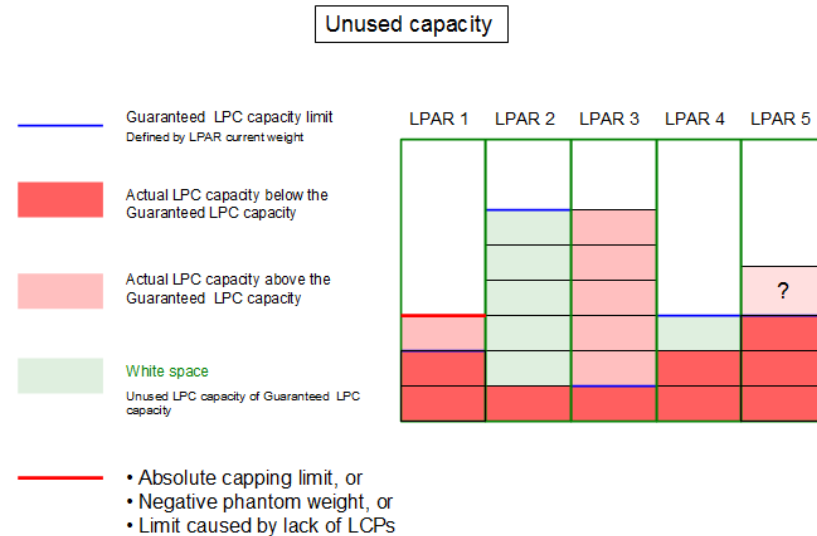 Unused capacity
Guaranteed LPC capacity limit
Defined by LPAR current weight
LPAR 1 LPAR 2 LPAR 3 LPAR 4 LPAR 5
Actual LPC capacity below the
Guaranteed LPC capacity
Actual LPC capacity above the
Guaranteed LPC capacity
?
White space
Unused LPC capacity of Guaranteed LPC
capacity
• Absolute capping limit, or
• Negative phantom weight, or
• Limit caused by lack of LCPs